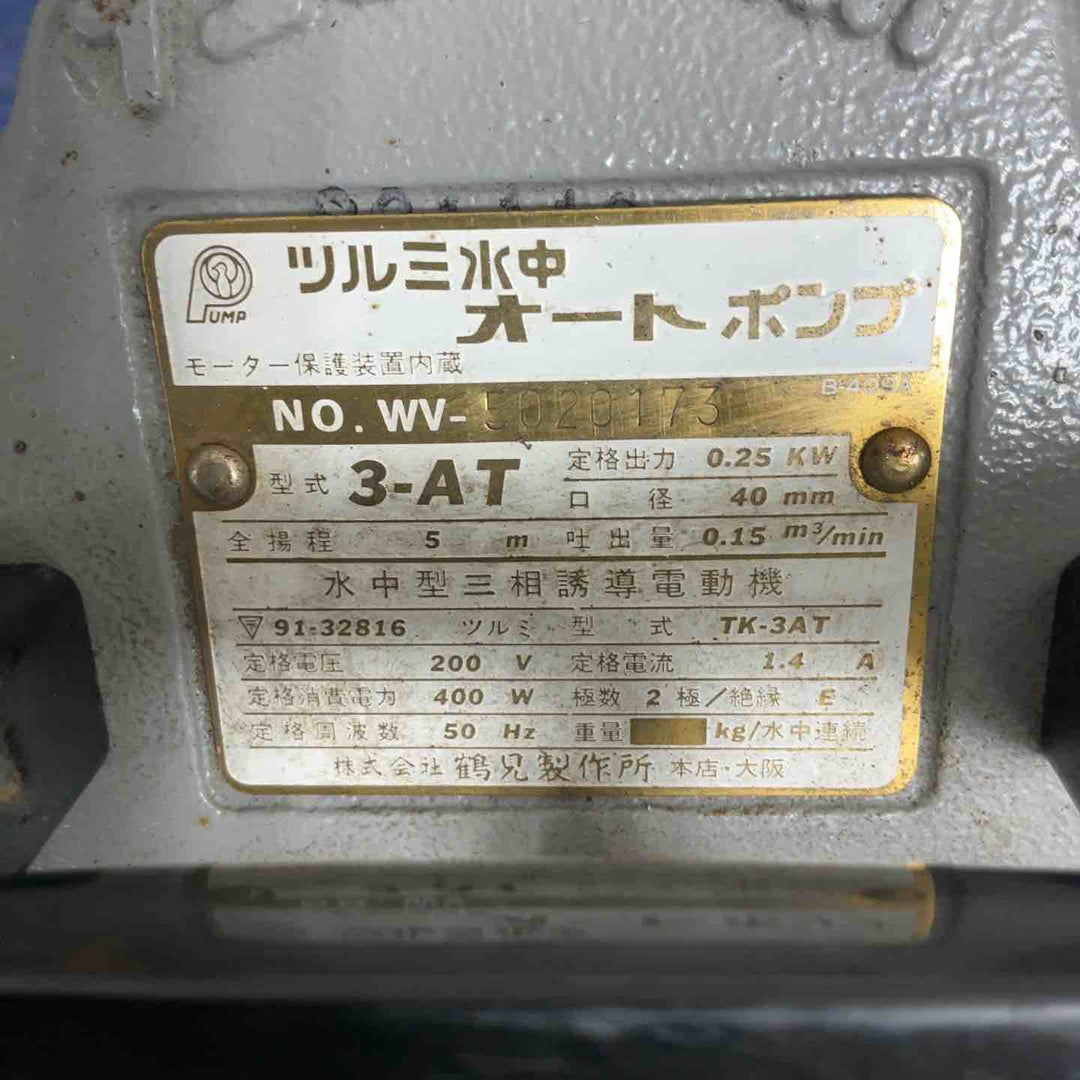 PUMP
ツルミ水中
オートポンプ
モーター保護装置内蔵
NO. WV-5020173
型式 3-AT
定格出力 0.25 KW
口径 40 mm
全揚程 5 m 吐出量 0.15 m³/min
水中型三相誘導電動機
91-32816 ツルミ 型式 TK-3AT
定格電圧 200 V 定格電流 1.4 A
定格消費電力 400 W 極数 2 極/絶縁 E
定格周波数 50 Hz 重量 kg/水中連続
株式会社 鶴見製作所 本店・大阪